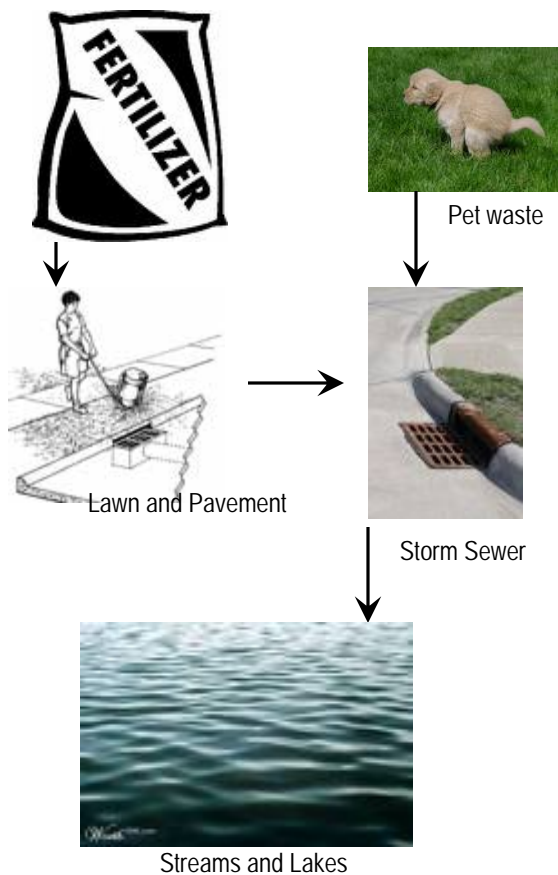 FERTILIZER
Pet waste
Lawn and Pavement
Storm Sewer
Streams and Lakes